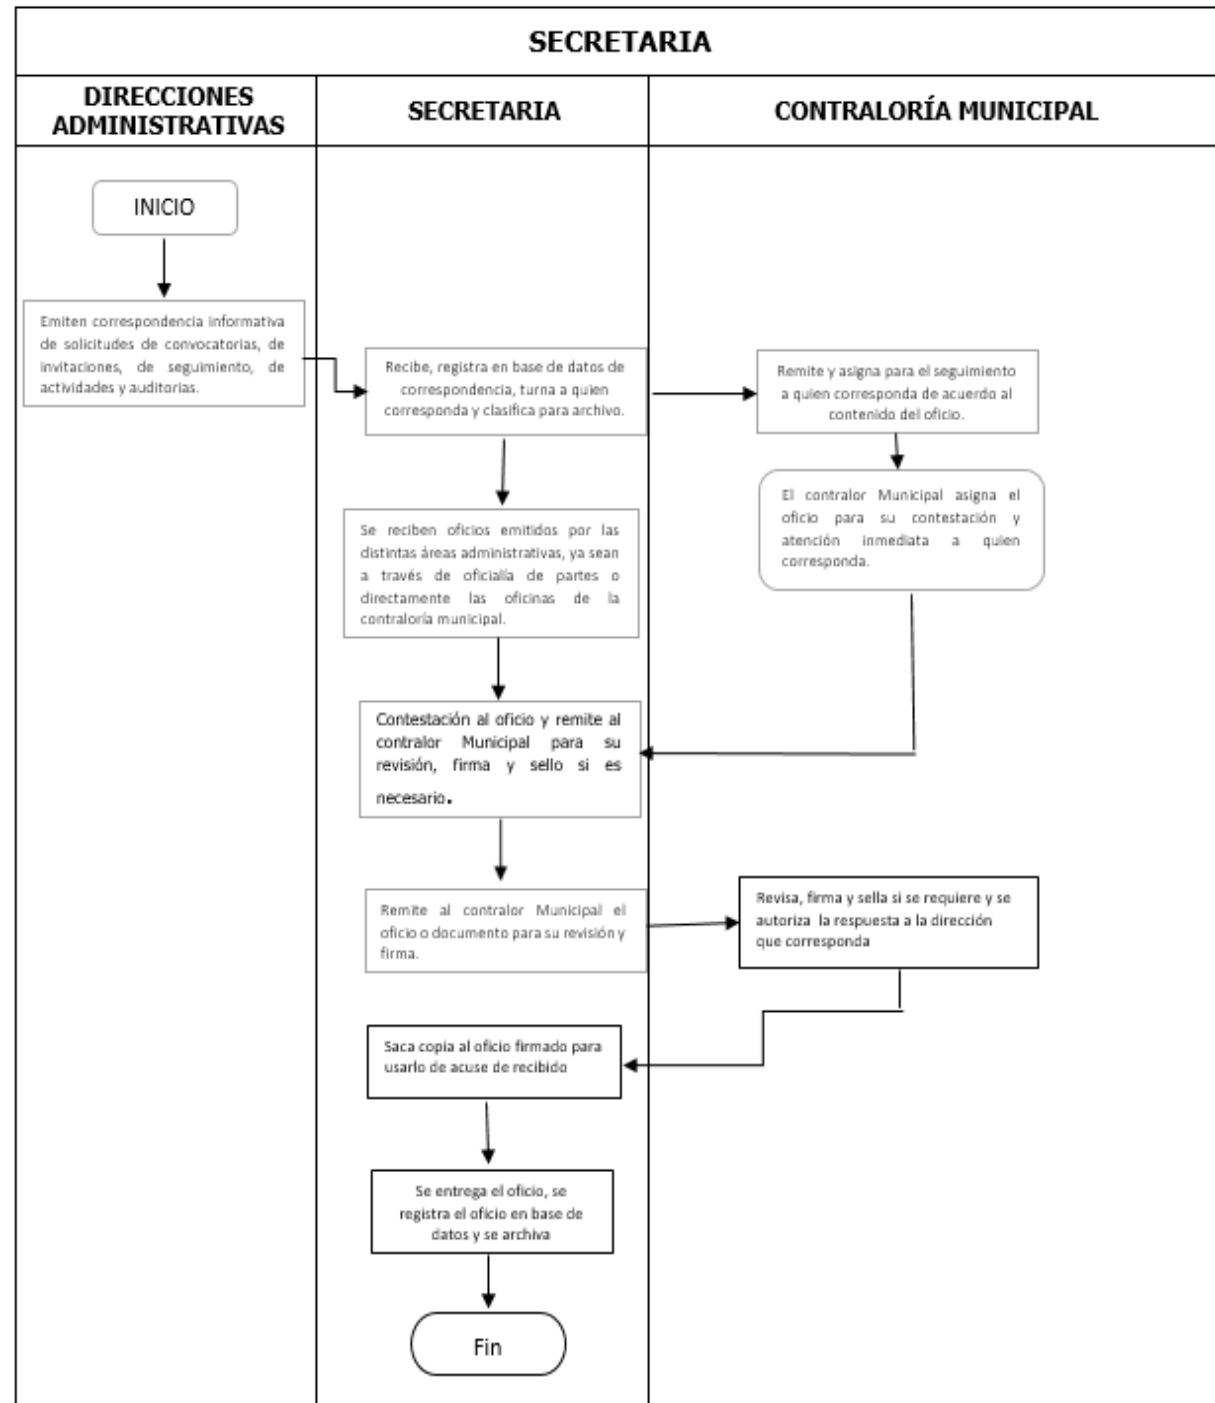 SECRETARIA
DIRECCIONES
ADMINISTRATIVAS
SECRETARIA
CONTRALORÍA MUNICIPAL
INICIO
Emiten correspondencia informativa
de solicitudes de convocatorias, de
invitaciones, de seguimiento, de
actividades y auditorias.
Recibe, registra en base de datos de
correspondencia, turna a quien
corresponda y clasifica para archivo.
Remite y asigna para el seguimiento
a quien corresponda de acuerdo al
contenido del oficio.
El contralor Municipal asigna el
oficio para su contestación y
atención inmediata a quien
corresponda.
Se reciben oficios emitidos por las
distintas áreas administrativas, ya sean
a través de oficialía de partes o
directamente las oficinas de la
contraloría municipal.
Contestación al oficio y remite al
contralor Municipal para su
revisión, firma y sello si es
necesario.
Remite al contralor Municipal el
oficio o documento para su revisión y
firma.
Revisa, firma y sella si se requiere y se
autoriza la respuesta a la dirección
que corresponda
Saca copia al oficio firmado para
usarlo de acuse de recibido
Se entrega el oficio, se
registra el oficio en base de
datos y se archiva
Fin